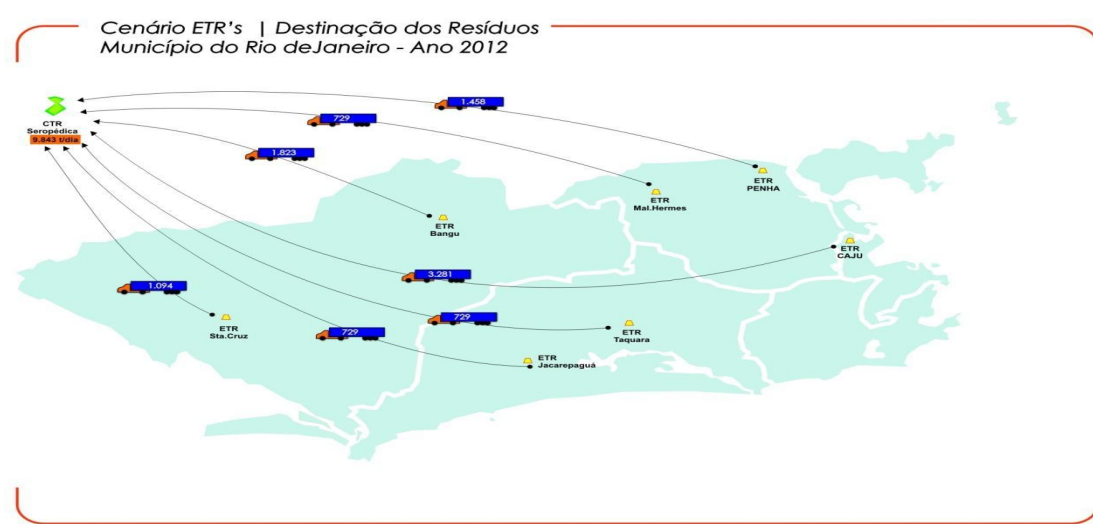 Cenário ETR's | Destinação dos Resíduos
Município do Rio deJaneiro - Ano 2012
1.458
729
CTR
Seropédica
9.843 t/dia
1.823
ETR
PENHA
ETR
Mal.Hermes
ETR
Bangu
ETR
CAJU
3.281
1.094
729
729
ETR
Sta.Cruz
ETR
Taquara
ETR
Jacarepaguá